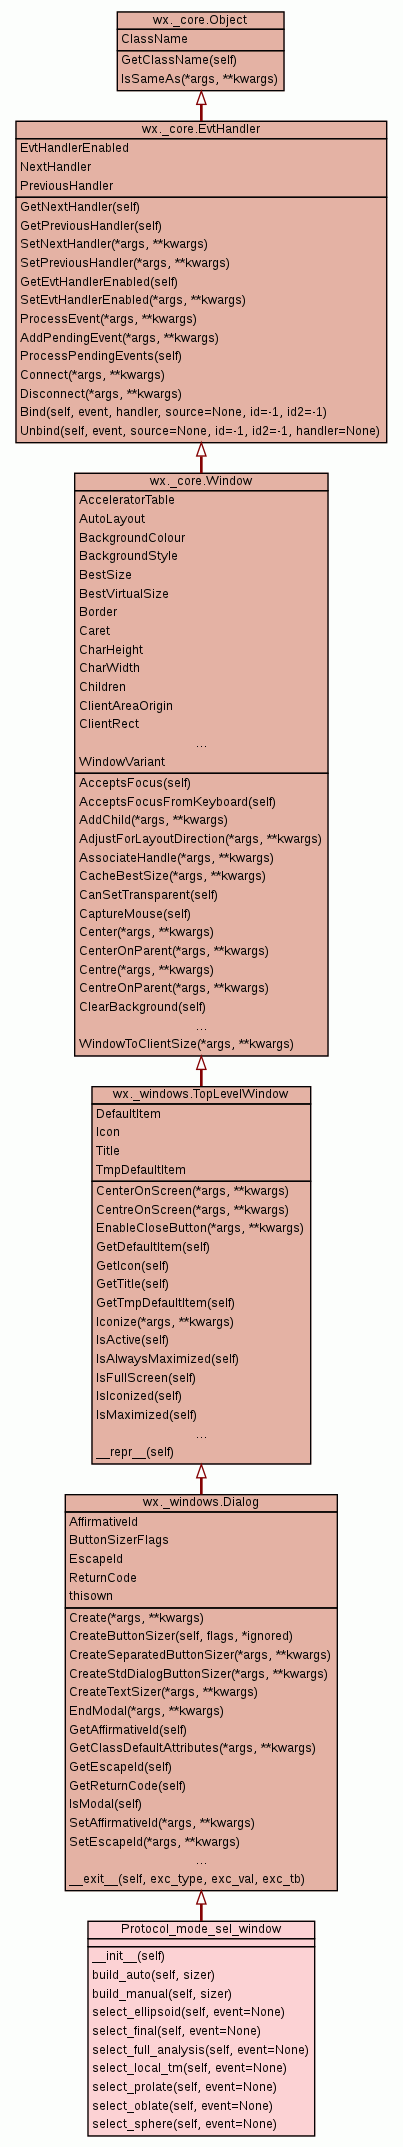 wx._core.Object
ClassName
GetClassName(self)
IsSameAs(*args, **kwargs)
wx._core.EvtHandler
EvtHandlerEnabled
NextHandler
PreviousHandler
GetNextHandler(self)
GetPreviousHandler(self)
SetNextHandler(*args, **kwargs)
SetPreviousHandler(*args, **kwargs)
GetEvtHandlerEnabled(self)
SetEvtHandlerEnabled(*args, **kwargs)
ProcessEvent(*args, **kwargs)
AddPendingEvent(*args, **kwargs)
ProcessPendingEvents(self)
Connect(*args, **kwargs)
Disconnect(*args, **kwargs)
Bind(self, event, handler, source=None, id=-1, id2=-1)
Unbind(self, event, source=None, id=-1, id2=-1, handler=None)
wx._core.Window
AcceleratorTable
AutoLayout
BackgroundColour
BackgroundStyle
BestSize
BestVirtualSize
Border
Caret
CharHeight
CharWidth
Children
ClientAreaOrigin
ClientRect
...
WindowVariant
AcceptsFocus(self)
AcceptsFocusFromKeyboard(self)
AddChild(*args, **kwargs)
AdjustForLayoutDirection(*args, **kwargs)
AssociateHandle(*args, **kwargs)
CacheBestSize(*args, **kwargs)
CanSetTransparent(self)
CaptureMouse(self)
Center(*args, **kwargs)
CenterOnParent(*args, **kwargs)
Centre(*args, **kwargs)
CentreOnParent(*args, **kwargs)
ClearBackground(self)
...
WindowToClientSize(*args, **kwargs)
wx._windows.TopLevelWindow
DefaultItem
Icon
Title
TmpDefaultItem
CenterOnScreen(*args, **kwargs)
CentreOnScreen(*args, **kwargs)
EnableCloseButton(*args, **kwargs)
GetDefaultItem(self)
GetIcon(self)
GetTitle(self)
GetTmpDefaultItem(self)
Iconize(*args, **kwargs)
IsActive(self)
IsAlwaysMaximized(self)
IsFullScreen(self)
IsIconized(self)
IsMaximized(self)
...
__repr__(self)
wx._windows.Dialog
AffirmativeId
ButtonSizerFlags
EscapeId
ReturnCode
thisown
Create(*args, **kwargs)
CreateButtonSizer(self, flags, *ignored)
CreateSeparatedButtonSizer(*args, **kwargs)
CreateStdDialogButtonSizer(*args, **kwargs)
CreateTextSizer(*args, **kwargs)
EndModal(*args, **kwargs)
GetAffirmativeId(self)
GetClassDefaultAttributes(*args, **kwargs)
GetEscapeId(self)
GetReturnCode(self)
IsModal(self)
SetAffirmativeId(*args, **kwargs)
SetEscapeId(*args, **kwargs)
...
__exit__(self, exc_type, exc_val, exc_tb)
Protocol_mode_sel_window
__init__(self)
build_auto(self, sizer)
build_manual(self, sizer)
select_ellipsoid(self, event=None)
select_final(self, event=None)
select_full_analysis(self, event=None)
select_local_tm(self, event=None)
select_prolate(self, event=None)
select_oblate(self, event=None)
select_sphere(self, event=None)